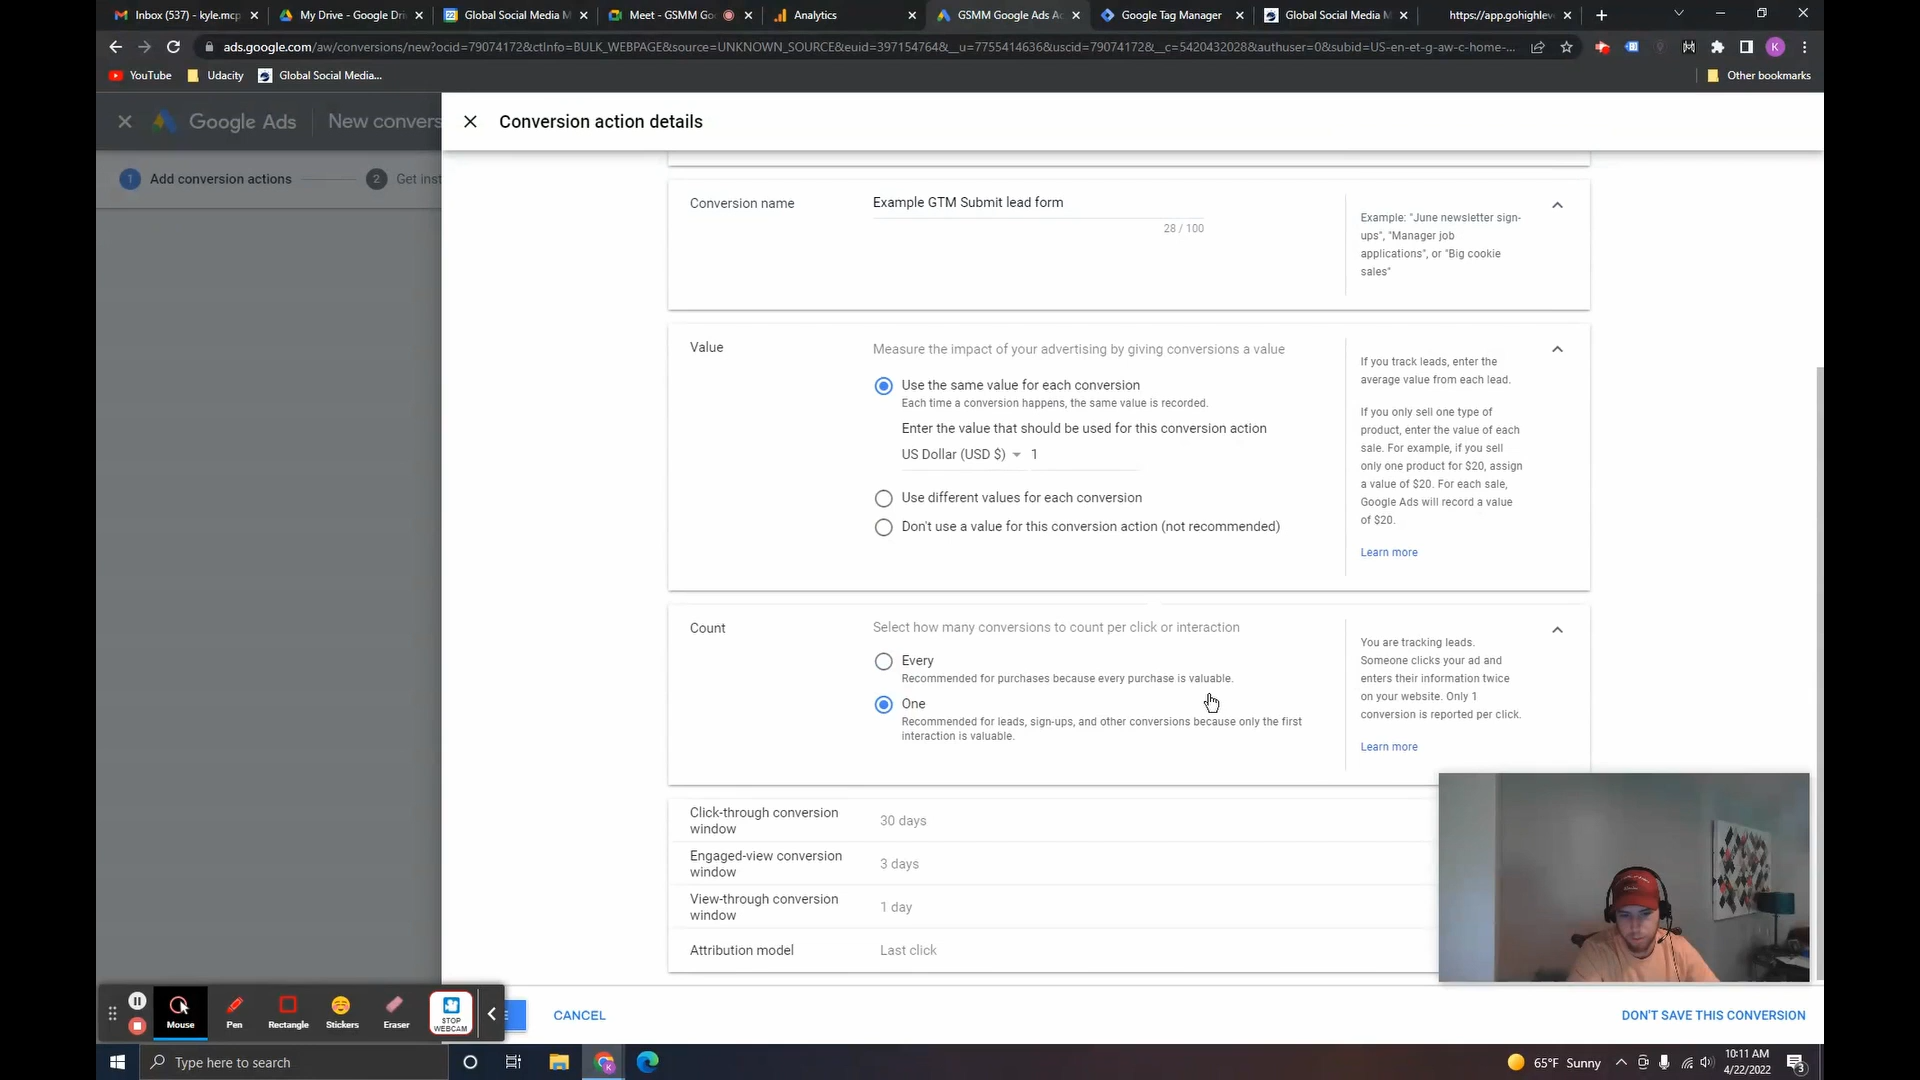 Inbox (537) - kyle.mcp
My Drive - Google Dri
Global Social Media M
Meet - GSMM Go
Analytics
GSMM Google Ads Ac
Google Tag Manager
Global Social Media M
https://app.gohighlev
ads.google.com/aw/conversions/new?ocid=79074172&ctInfo=BULK_WEBPAGE&source=UNKNOWN_SOURCE&euid=397154764&__u=7755414636&uscid=79074172&__c=5420432028&authuser=0&subid=US-en-et-g-aw-c-home-...
K
YouTube
Udacity
Global Social Media...
Other bookmarks
Google Ads
New convers
Conversion action details
1
Add conversion actions
2
Get inst
Conversion name
Example GTM Submit lead form
28 / 100
Example: "June newsletter sign-
ups", "Manager job
applications", or "Big cookie
sales"
Value
Measure the impact of your advertising by giving conversions a value
Use the same value for each conversion
Each time a conversion happens, the same value is recorded.
Enter the value that should be used for this conversion action
US Dollar (USD $)
1
Use different values for each conversion
Don't use a value for this conversion action (not recommended)
If you track leads, enter the
average value from each lead.
If you only sell one type of
product, enter the value of each
sale. For example, if you sell
only one product for $20, assign
a value of $20. For each sale,
Google Ads will record a value
of $20.
Learn more
Count
Select how many conversions to count per click or interaction
Every
Recommended for purchases because every purchase is valuable.
One
Recommended for leads, sign-ups, and other conversions because only the first
interaction is valuable.
You are tracking leads.
Someone clicks your ad and
enters their information twice
on your website. Only 1
conversion is reported per click.
Learn more
Click-through conversion
window
30 days
Engaged-view conversion
window
3 days
View-through conversion
window
1 day
Attribution model
Last click
Mouse
Pen
Rectangle
Stickers
Eraser
STOP
WEBCAM
E
CANCEL
DON'T SAVE THIS CONVERSION
Type here to search
65°F Sunny
10:11 AM
4/22/2022
3